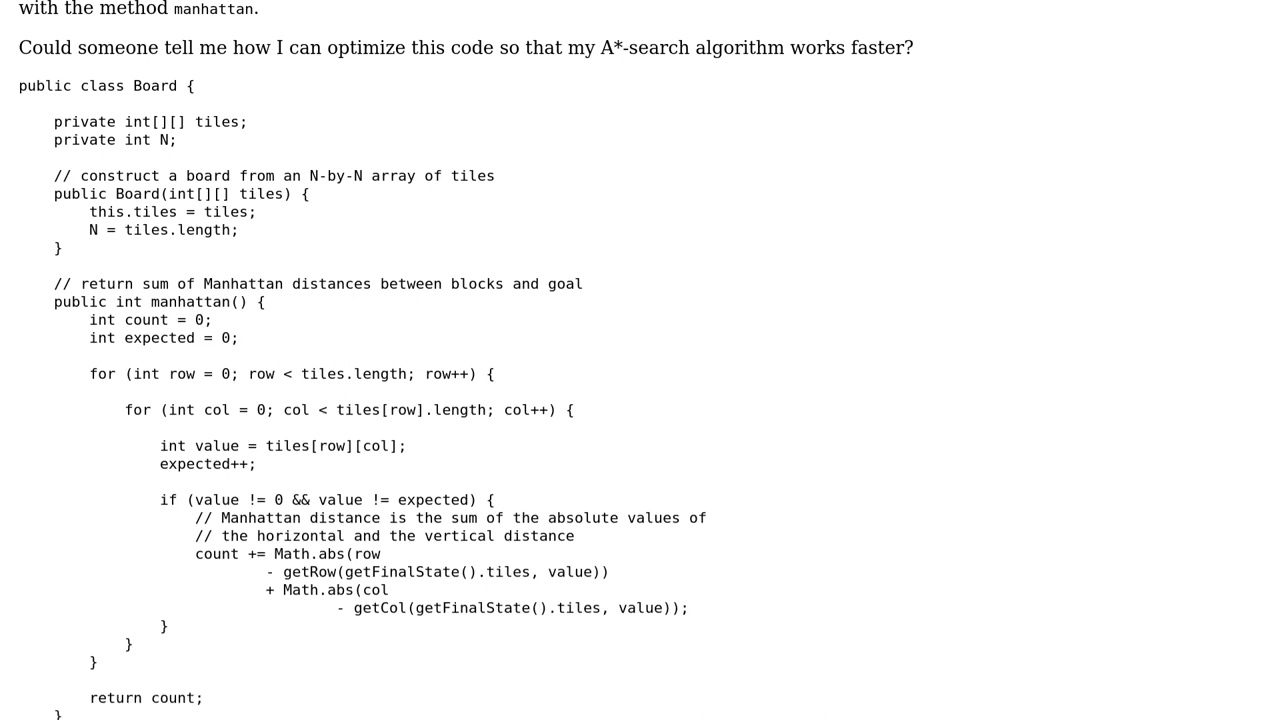 with the method manhattan.
Could someone tell me how I can optimize this code so that my A*-search algorithm works faster?
public class Board {
    private int[][] tiles;
    private int N;
    // construct a board from an N-by-N array of tiles
    public Board(int[][] tiles) {
        this.tiles = tiles;
        N = tiles.length;
    }
    // return sum of Manhattan distances between blocks and goal
    public int manhattan() {
        int count = 0;
        int expected = 0;
        for (int row = 0; row < tiles.length; row++) {
            for (int col = 0; col < tiles[row].length; col++) {
                int value = tiles[row][col];
                expected++;
                if (value != 0 && value != expected) {
                    // Manhattan distance is the sum of the absolute values of
                    // the horizontal and the vertical distance
                    count += Math.abs(row
                            - getRow(getFinalState().tiles, value))
                            + Math.abs(col
                                    - getCol(getFinalState().tiles, value));
                }
            }
        }
        return count;
    }